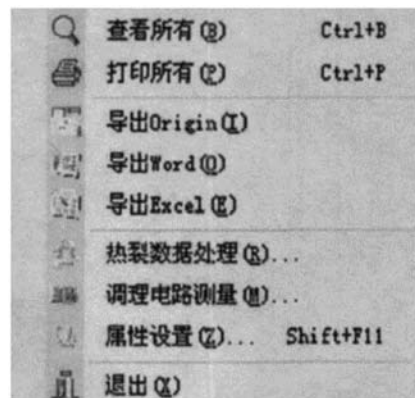 查看所有(B) Ctrl+B
打印所有(P) Ctrl+P
导出Origin(I)
导出Word(O)
导出Excel(E)
热裂数据处理(R)...
调理电路测量(M)...
属性设置(Z)... Shift+F11
退出(X)